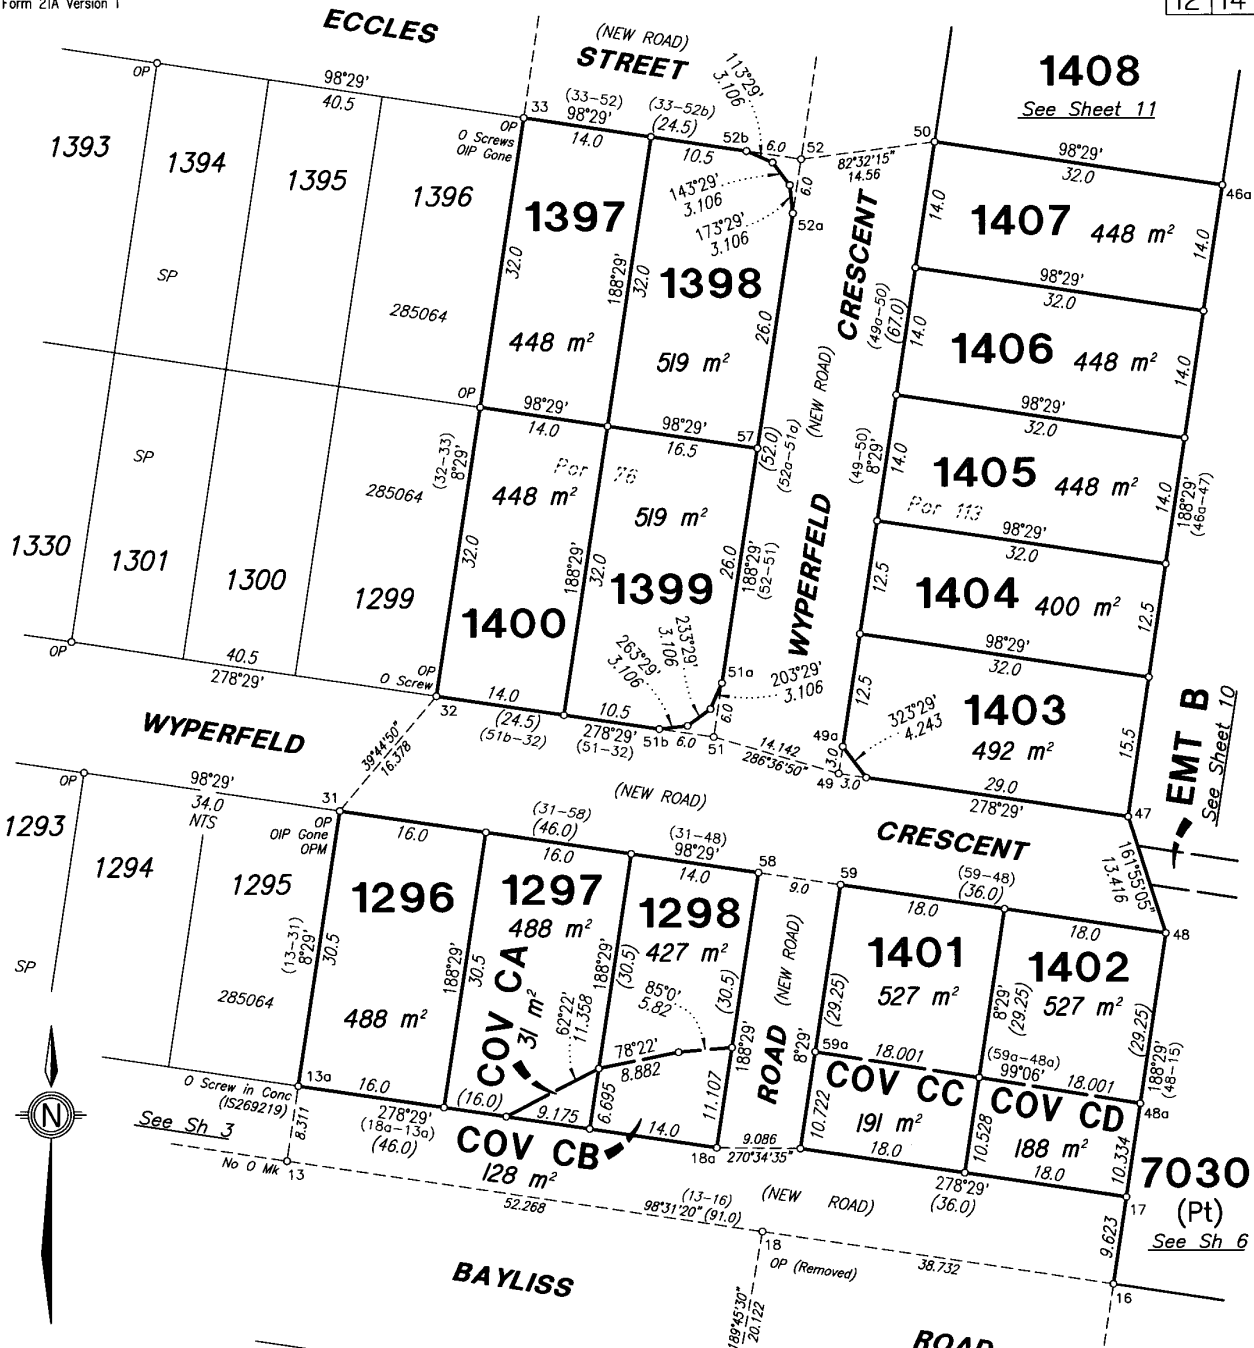 Form 21A Version 1
12 14
ECCLES
(NEW ROAD)
STREET
1408
See Sheet 11
OP
98°29'
40.5
33
(33-52)
98°29'
14.0
(33-52b)
(24.5)
10.5
113°29'
3.106
52b
6.0
52
6.0
82°32'15"
14.56
50
98°29'
32.0
46a
OP
O Screws
OIP Gone
143°29'
3.106
173°29'
3.106
52a
1393
1394
1395
1396
1397
32.0
448 m²
188°29'
32.0
1398
519 m²
26.0
CRESCENT
(NEW ROAD)
(49a-50)
(67.0)
14.0
1407 448 m²
14.0
98°29'
32.0
14.0
1406 448 m²
14.0
SP
285064
OP
98°29'
14.0
98°29'
16.5
57
(52.0)
(52a-51a)
(49-50)
8°29'
14.0
98°29'
32.0
1405 448 m²
14.0
188°29'
(46a-47)
Por 113
SP
285064
(32-33)
8°29'
32.0
448 m²
Por 76
519 m²
188°29'
32.0
1399
26.0
188°29'
(52-51)
WYPERFELD
98°29'
32.0
12.5
1404 400 m²
12.5
1330
1301
1300
1299
1400
263°29'
3.106
233°29'
3.106
51a
203°29'
3.106
98°29'
32.0
12.5
1403
492 m²
15.5
323°29'
4.243
EMT B
See Sheet 10
OP
40.5
278°29'
OP
O Screw
32
14.0
(24.5)
(51b-32)
10.5
278°29'
(51-32)
51b
6.0
6.0
51
14.142
286°36'50"
49a
3.0
49
3.0
29.0
278°29'
47
WYPERFELD
39°44'50"
16.378
(NEW ROAD)
CRESCENT
161°55'05"
13.416
OP
98°29'
34.0
NTS
31
OP
OIP Gone
OPM
16.0
(31-58)
(46.0)
16.0
(31-48)
98°29'
14.0
58
9.0
59
(59-48)
(36.0)
18.0
18.0
48
1293
1294
1295
1296
1297
488 m²
1298
427 m²
1401
527 m²
1402
527 m²
(13-31)
8°29'
30.5
488 m²
188°29'
30.5
COV CA
31 m²
188°29'
(30.5)
62°22'
11.358
85°0'
5.82
(30.5)
188°29'
ROAD
(NEW ROAD)
8°29'
(29.25)
8°29'
(29.25)
(29.25)
188°29'
(48-15)
SP
285064
78°22'
8.882
59a
18.001
(59a-48a)
99°06'
18.001
48a
COV CC
191 m²
COV CD
188 m²
N
O Screw in Conc
(IS269219)
13a
16.0
278°29'
(18a-13a)
(46.0)
(16.0)
9.175
6.695
11.107
14.0
18a
9.086
270°34'35"
10.722
18.0
10.528
278°29'
(36.0)
18.0
10.334
7030
(Pt)
See Sh 6
See Sh 3
8.311
COV CB
128 m²
No O Mk
13
52.268
(13-16)
98°31'20" (91.0)
(NEW ROAD)
17
9.623
18
OP (Removed)
38.732
16
189°45'30"
20.122
BAYLISS
ROAD